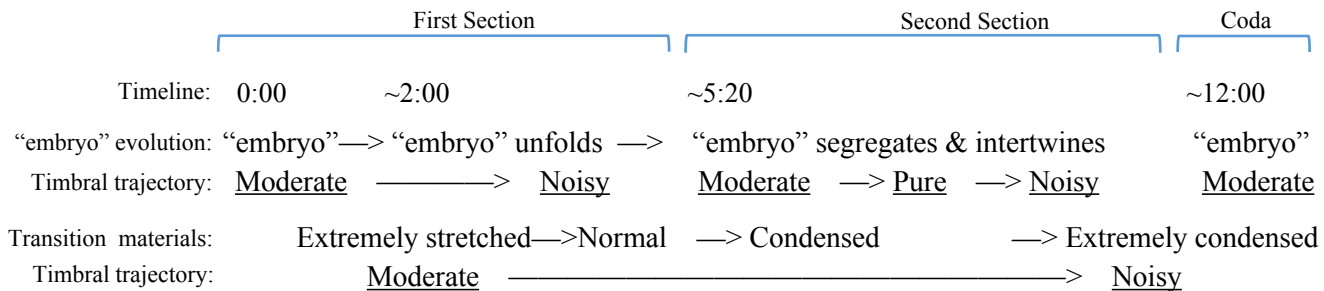 First Section Second Section Coda
Timeline: 0:00 ~2:00 ~5:20 ~12:00
“embryo” evolution: “embryo”—> “embryo” unfolds —> “embryo” segregates & intertwines “embryo”
Timbral trajectory: Moderate —————> Noisy Moderate —> Pure —> Noisy Moderate
Transition materials: Extremely stretched—>Normal —> Condensed —> Extremely condensed
Timbral trajectory: Moderate ——————————————————————> Noisy